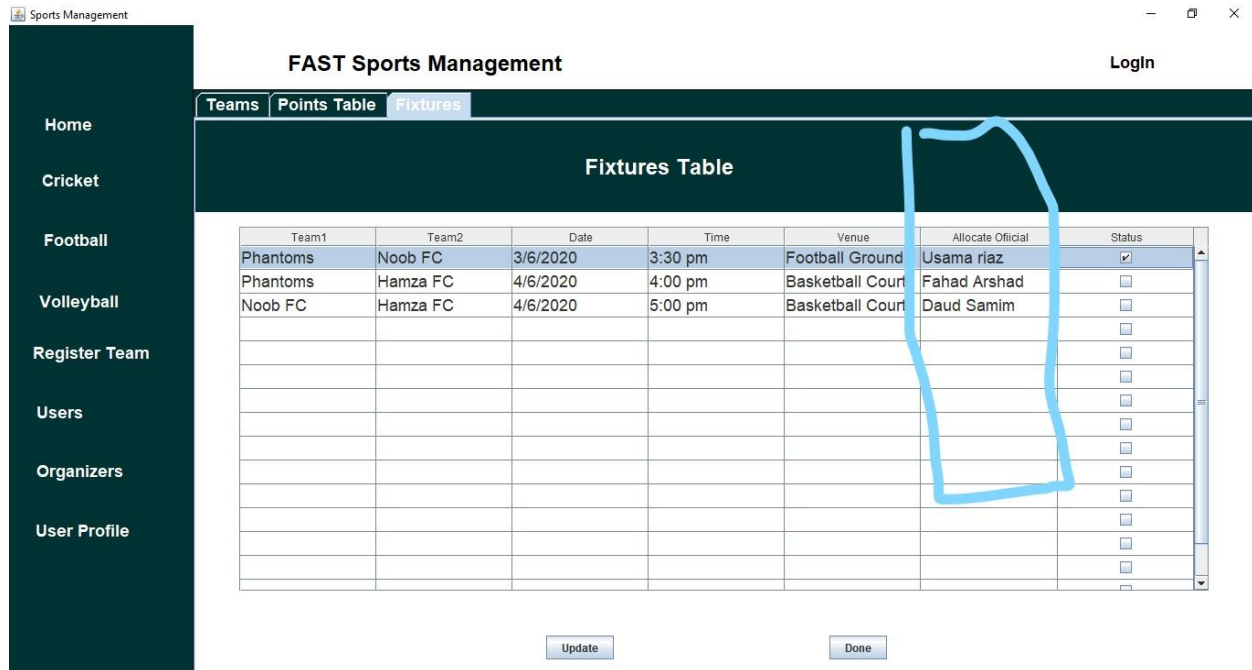 Sports Management
FAST Sports Management
LogIn
Teams Points Table Fixtures
Home
Cricket
Football
Volleyball
Register Team
Users
Organizers
User Profile
Fixtures Table
Team1 Team2 Date Time Venue Allocate Oficial Status
Phantoms Noob FC 3/6/2020 3:30 pm Football Ground Usama riaz
Phantoms Hamza FC 4/6/2020 4:00 pm Basketball Court Fahad Arshad
Noob FC Hamza FC 4/6/2020 5:00 pm Basketball Court Daud Samim
Update Done